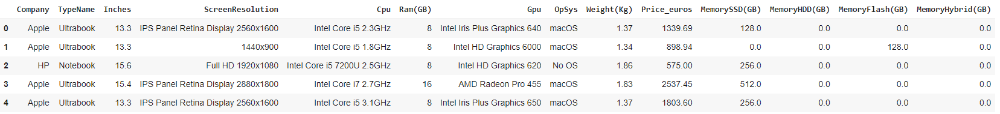 Company TypeName Inches ScreenResolution Cpu Ram(GB) Gpu OpSys Weight(Kg) Price_euros MemorySSD(GB) MemoryHDD(GB) MemoryFlash(GB) MemoryHybrid(GB)
0 Apple Ultrabook 13.3 IPS Panel Retina Display 2560x1600 Intel Core i5 2.3GHz 8 Intel Iris Plus Graphics 640 macOS 1.37 1339.69 128.0 0.0 0.0 0.0
1 Apple Ultrabook 13.3 1440x900 Intel Core i5 1.8GHz 8 Intel HD Graphics 6000 macOS 1.34 898.94 0.0 0.0 128.0 0.0
2 HP Notebook 15.6 Full HD 1920x1080 Intel Core i5 7200U 2.5GHz 8 Intel HD Graphics 620 No OS 1.86 575.00 256.0 0.0 0.0 0.0
3 Apple Ultrabook 15.4 IPS Panel Retina Display 2880x1800 Intel Core i7 2.7GHz 16 AMD Radeon Pro 455 macOS 1.83 2537.45 512.0 0.0 0.0 0.0
4 Apple Ultrabook 13.3 IPS Panel Retina Display 2560x1600 Intel Core i5 3.1GHz 8 Intel Iris Plus Graphics 650 macOS 1.37 1803.60 256.0 0.0 0.0 0.0